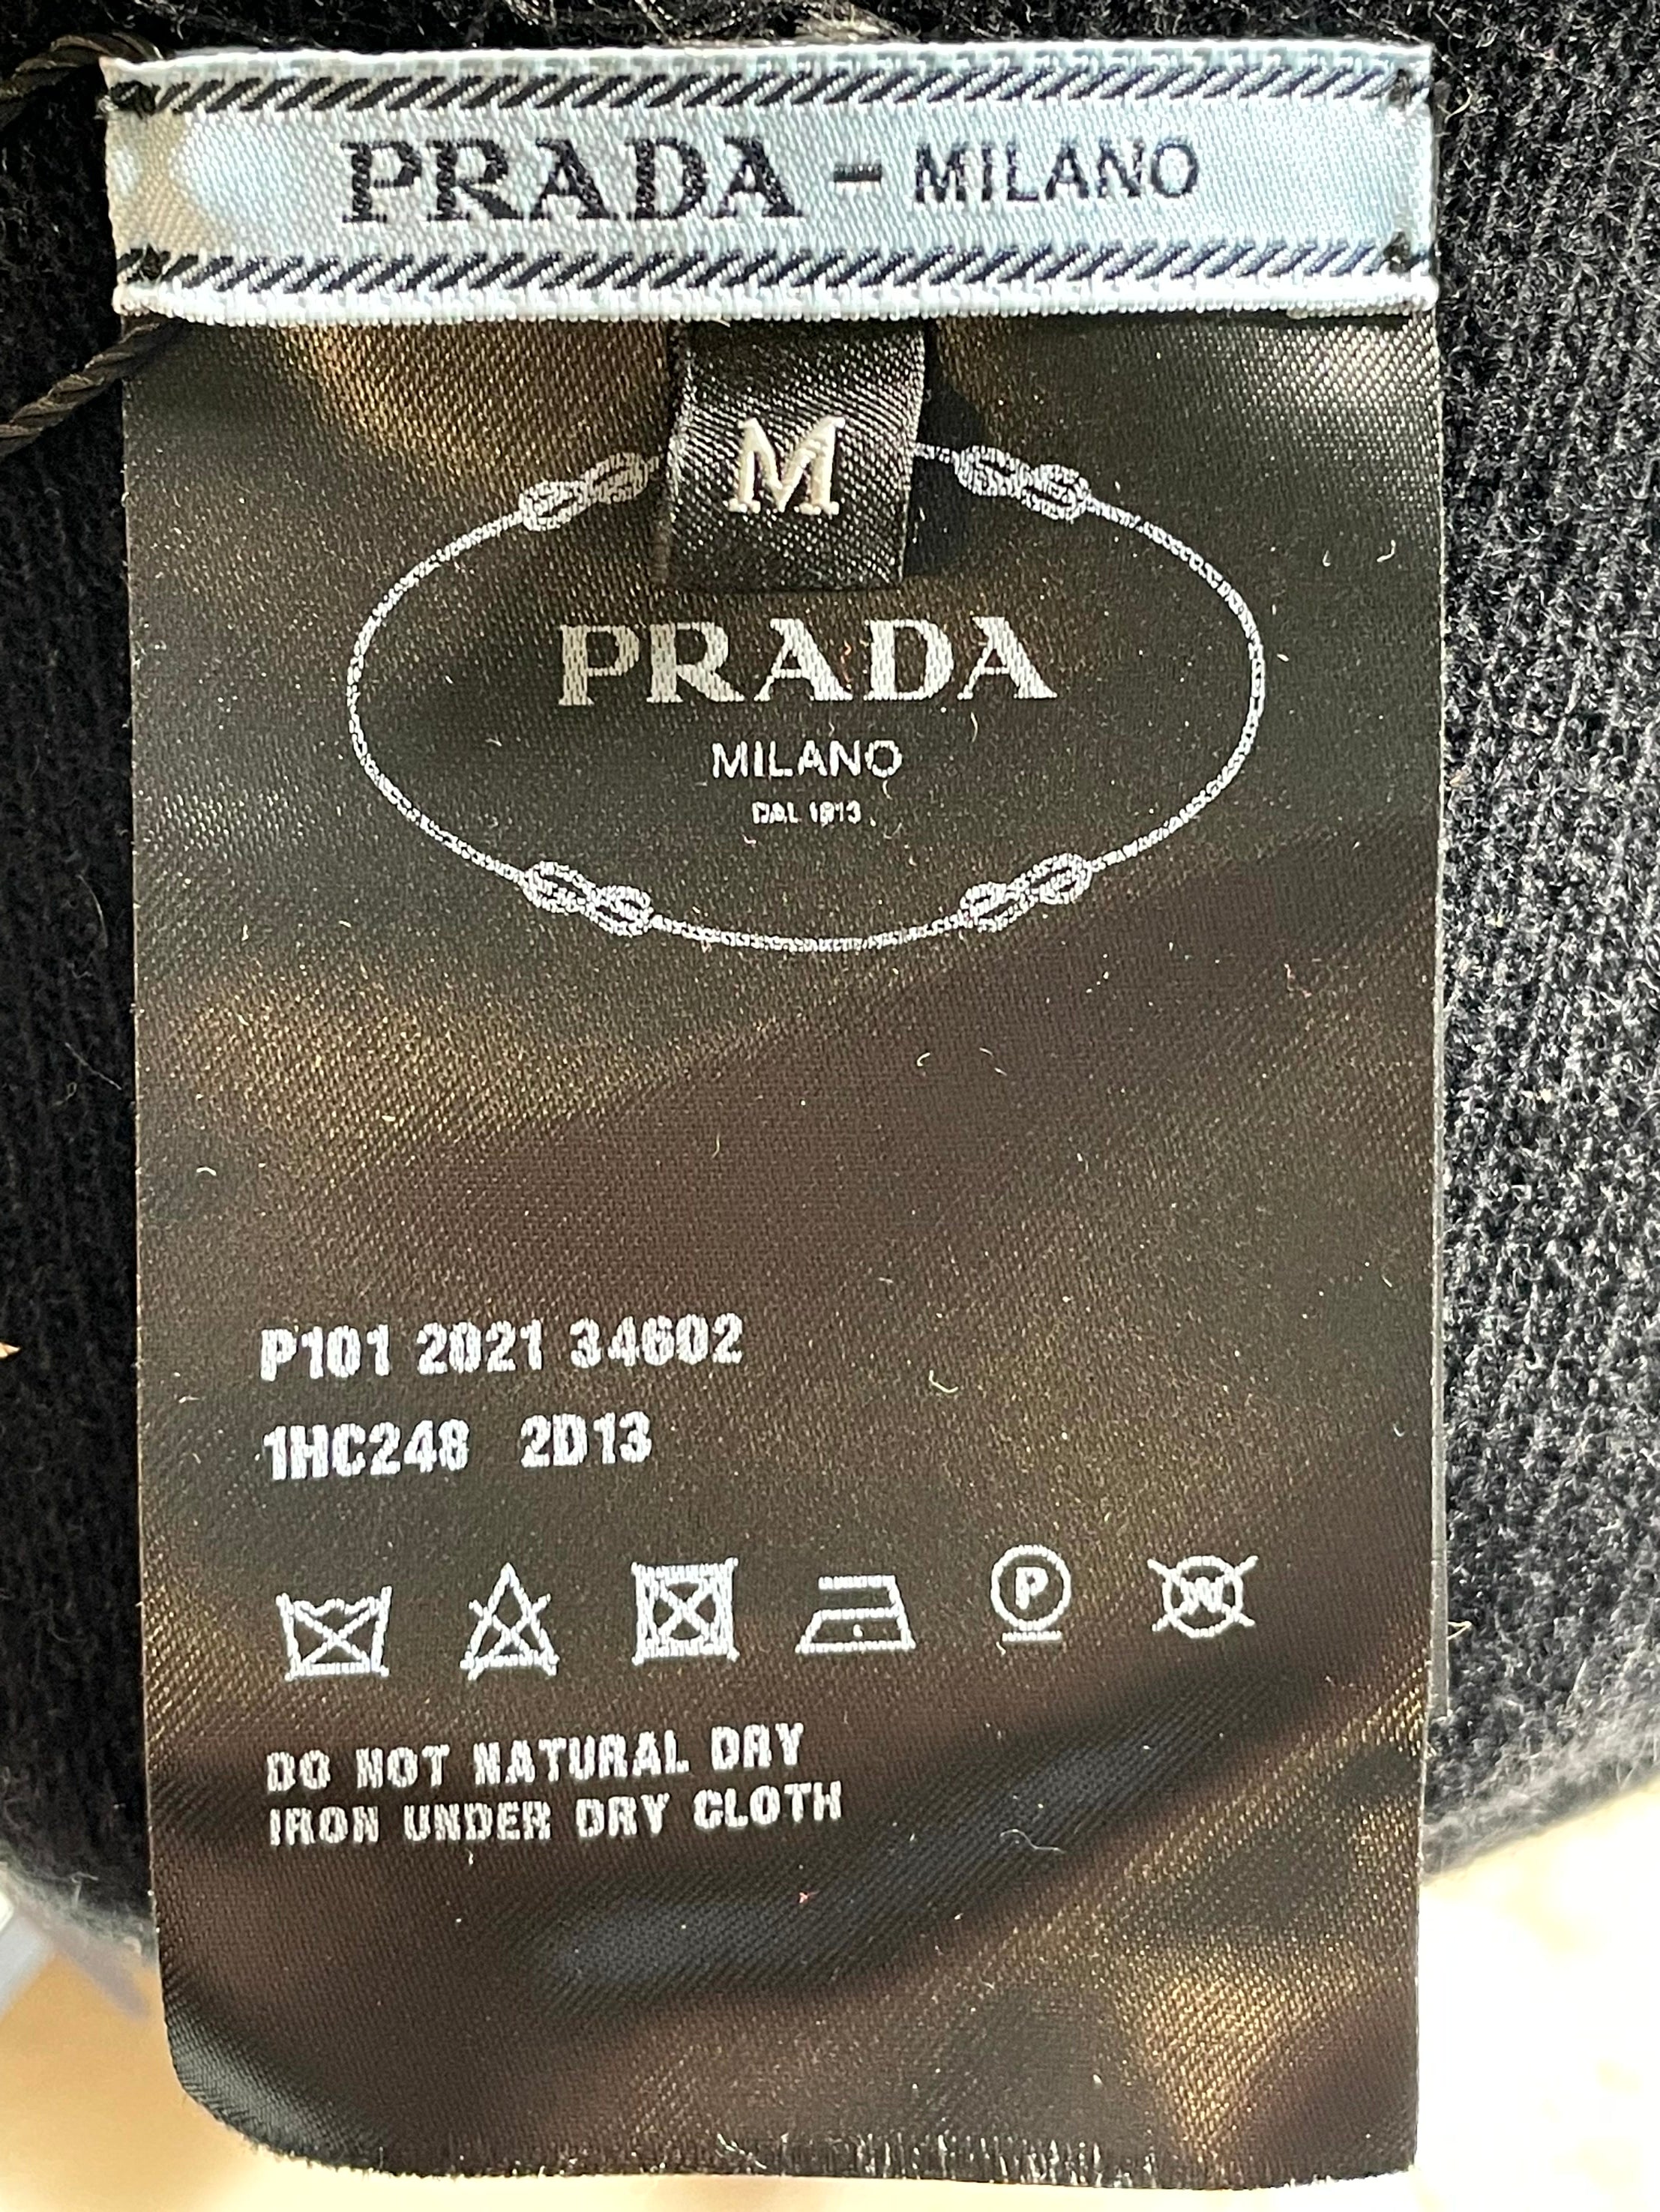 PRADA - MILANO
M
PRADA
MILANO
DAL 1913
P101 2021 34602
1HC248 2D13
P
W
DO NOT NATURAL DRY
IRON UNDER DRY CLOTH